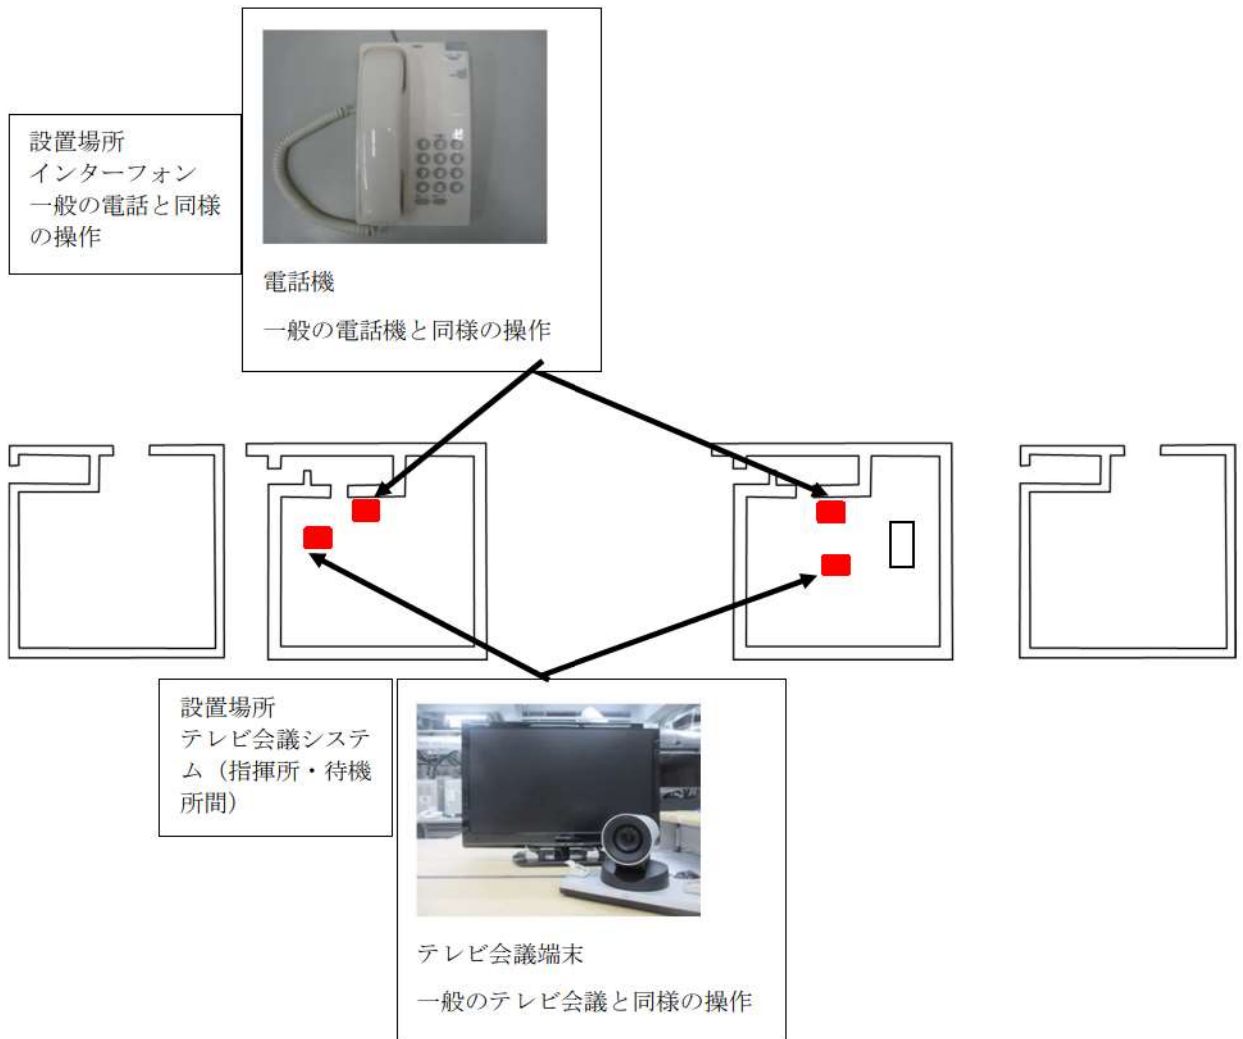 設置場所
インターフォン
一般の電話と同様
の操作
電話機
一般の電話機と同様の操作
設置場所
テレビ会議システ
ム（指揮所・待機
所間）
テレビ会議端末
一般のテレビ会議と同様の操作